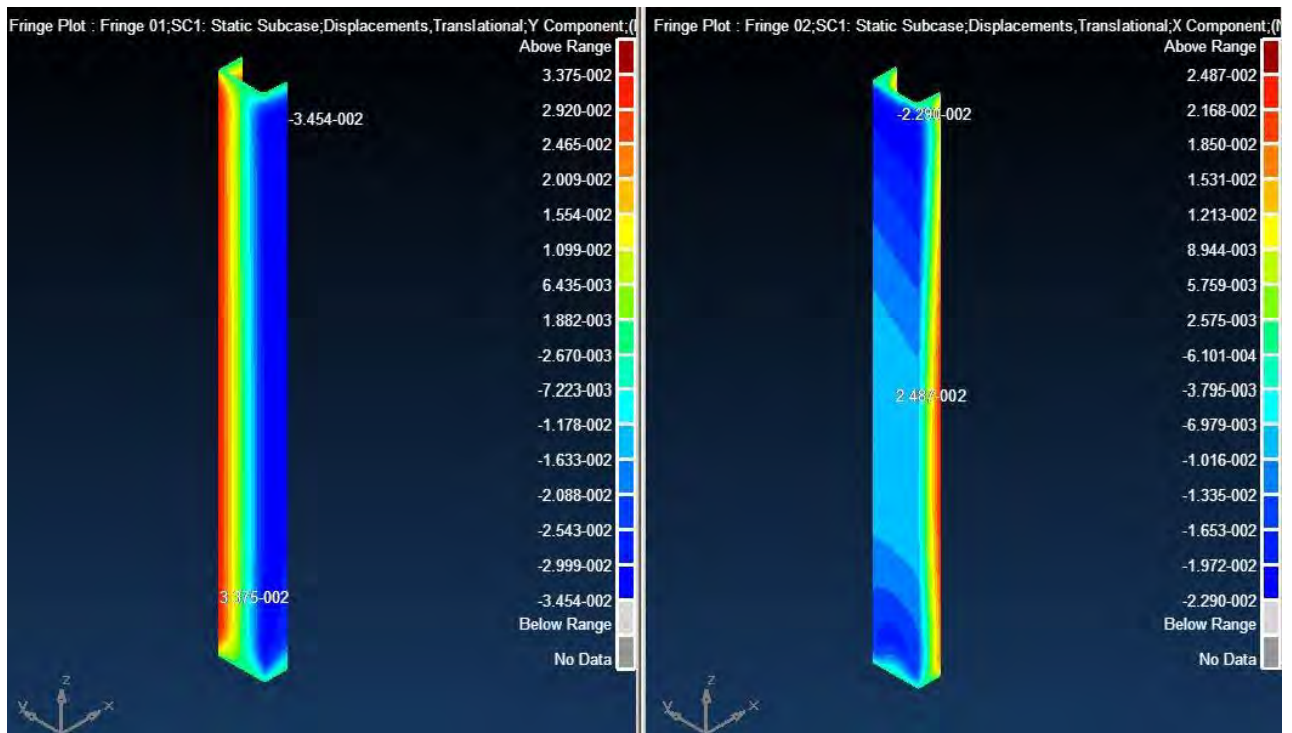 Fringe Plot : Fringe 01;SC1: Static Subcase;Displacements,Translational;Y Component;(
Above Range
3.375-002
2.920-002
2.465-002
2.009-002
1.554-002
1.099-002
6.435-003
1.882-003
-2.670-003
-7.223-003
-1.178-002
-1.633-002
-2.088-002
-2.543-002
-2.999-002
-3.454-002
Below Range
No Data
-3.454-002
3.375-002
z
y
x
Fringe Plot : Fringe 02;SC1: Static Subcase;Displacements,Translational;X Component;(N
Above Range
2.487-002
2.168-002
1.850-002
1.531-002
1.213-002
8.944-003
5.759-003
2.575-003
-6.101-004
-3.795-003
-6.979-003
-1.016-002
-1.335-002
-1.653-002
-1.972-002
-2.290-002
Below Range
No Data
-2.290-002
2.487-002
z
y
x